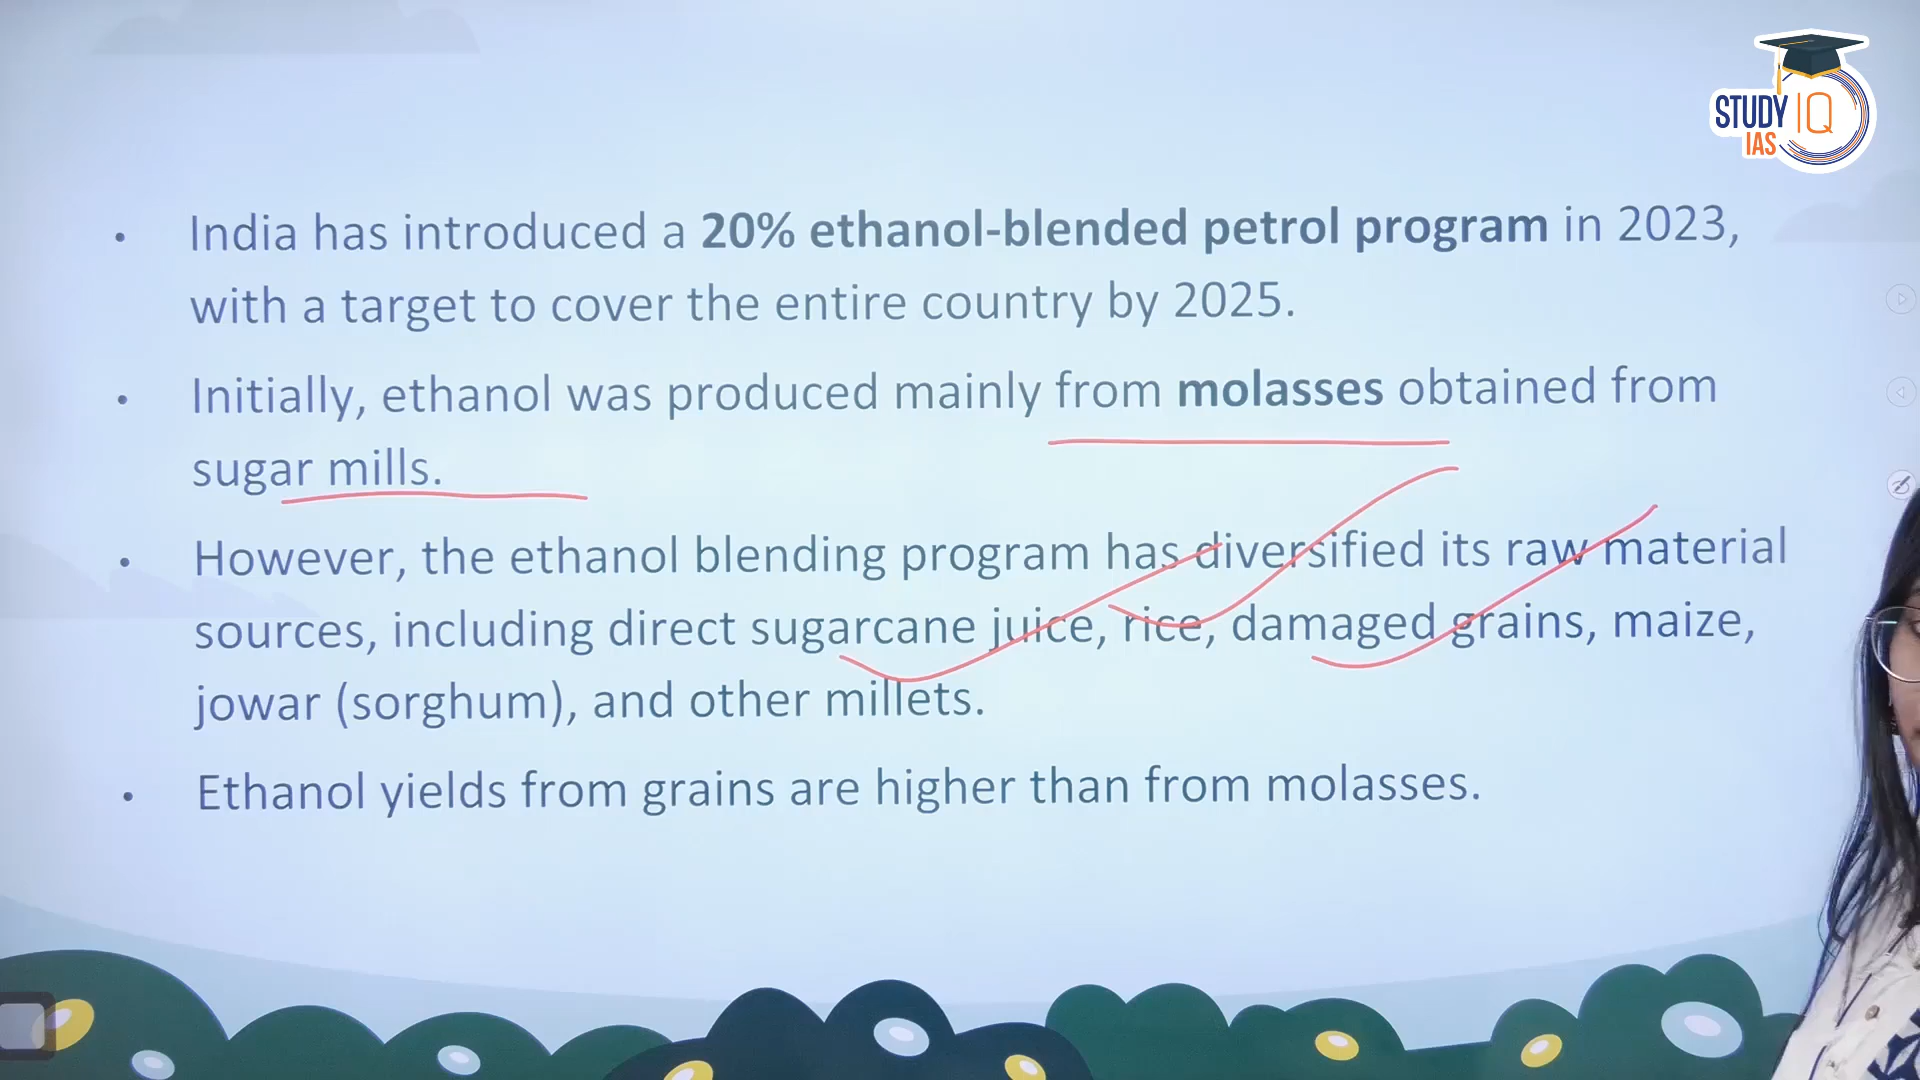 STUDY IQ
IAS
• India has introduced a 20% ethanol-blended petrol program in 2023,
with a target to cover the entire country by 2025.
• Initially, ethanol was produced mainly from molasses obtained from
sugar mills.
• However, the ethanol blending program has diversified its raw material
sources, including direct sugarcane juice, rice, damaged grains, maize,
jowar (sorghum), and other millets.
• Ethanol yields from grains are higher than from molasses.